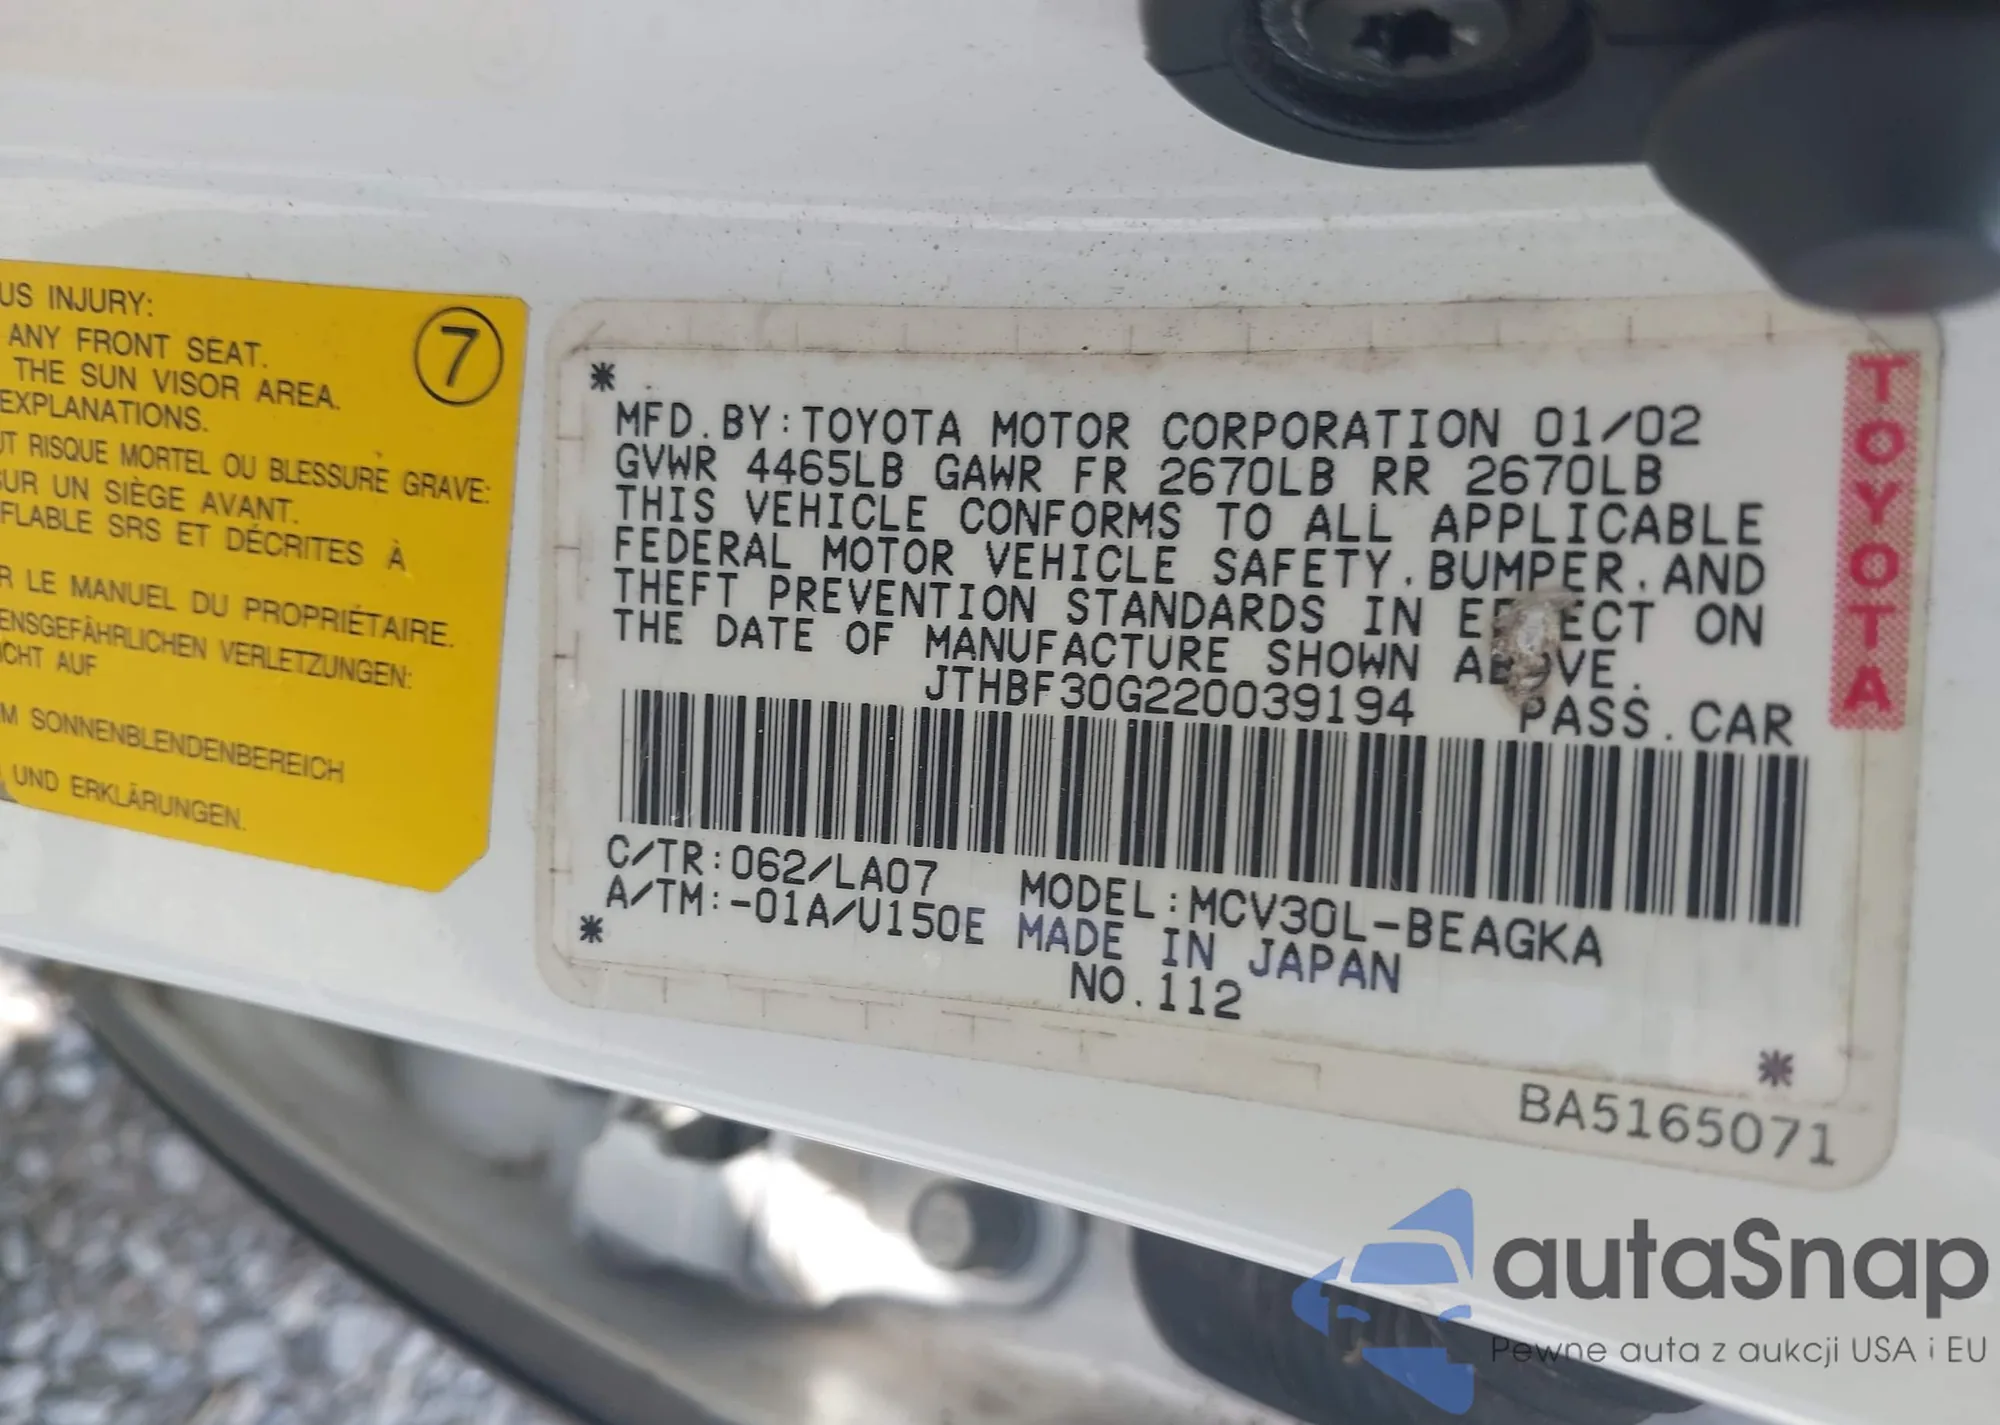 US INJURY:
ANY FRONT SEAT.
THE SUN VISOR AREA.
EXPLANATIONS.
7
UT RISQUE MORTEL OU BLESSURE GRAVE:
SUR UN SIÈGE AVANT.
FLABLE SRS ET DÉCRITES À
R LE MANUEL DU PROPRIÉTAIRE.
ENSGEFÄHRLICHEN VERLETZUNGEN:
ICHT AUF
M SONNENBLENDENBEREICH
UND ERKLÄRUNGEN.
*
MFD.BY:TOYOTA MOTOR CORPORATION 01/02
GVWR 4465LB GAWR FR 2670LB RR 2670LB
THIS VEHICLE CONFORMS TO ALL APPLICABLE
FEDERAL MOTOR VEHICLE SAFETY,BUMPER,AND
THEFT PREVENTION STANDARDS IN EFFECT ON
THE DATE OF MANUFACTURE SHOWN ABOVE.
JTHBF30G220039194 PASS.CAR
C/TR:062/LA07 MODEL:MCV30L-BEAGKA
A/TM:-01A/U150E MADE IN JAPAN
* NO.112
*
BA5165071
TOYOTA
autaSnap
Pewne auta z aukcji USA i EU